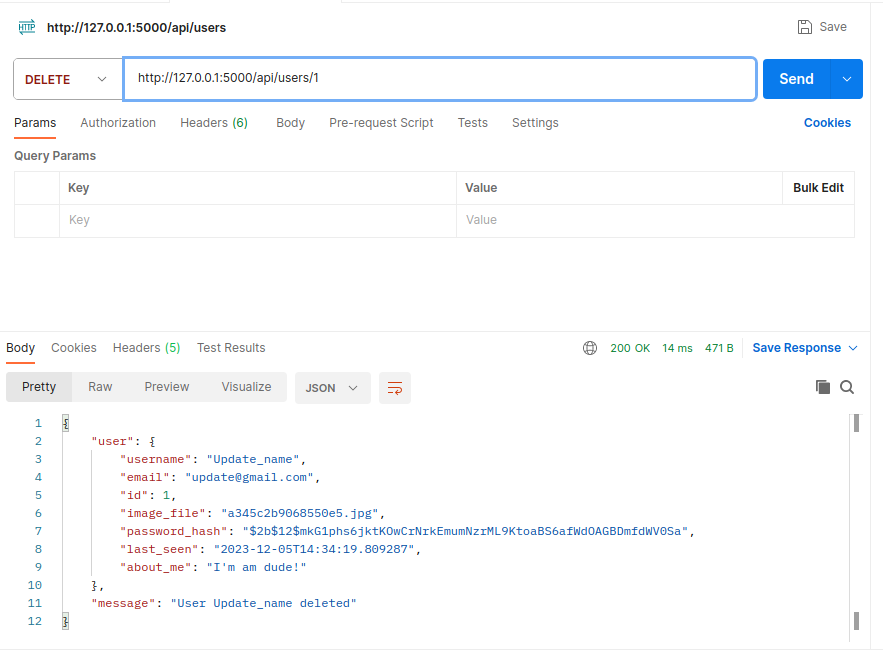 HTTP http://127.0.0.1:5000/api/users Save
DELETE http://127.0.0.1:5000/api/users/1 Send
Params Authorization Headers (6) Body Pre-request Script Tests Settings Cookies
Query Params
Key Value Bulk Edit
Key Value
Body Cookies Headers (5) Test Results 200 OK 14 ms 471 B Save Response
Pretty Raw Preview Visualize JSON
1 {
2 "user": {
3 "username": "Update_name",
4 "email": "update@gmail.com",
5 "id": 1,
6 "image_file": "a345c2b9068550e5.jpg",
7 "password_hash": "$2b$12$mkG1phs6jktKOwCrNrkEmumNzrML9KtoaBS6afWdOAGBDmfdWV0Sa",
8 "last_seen": "2023-12-05T14:34:19.809287",
9 "about_me": "I'm am dude!"
10 },
11 "message": "User Update_name deleted"
12 }